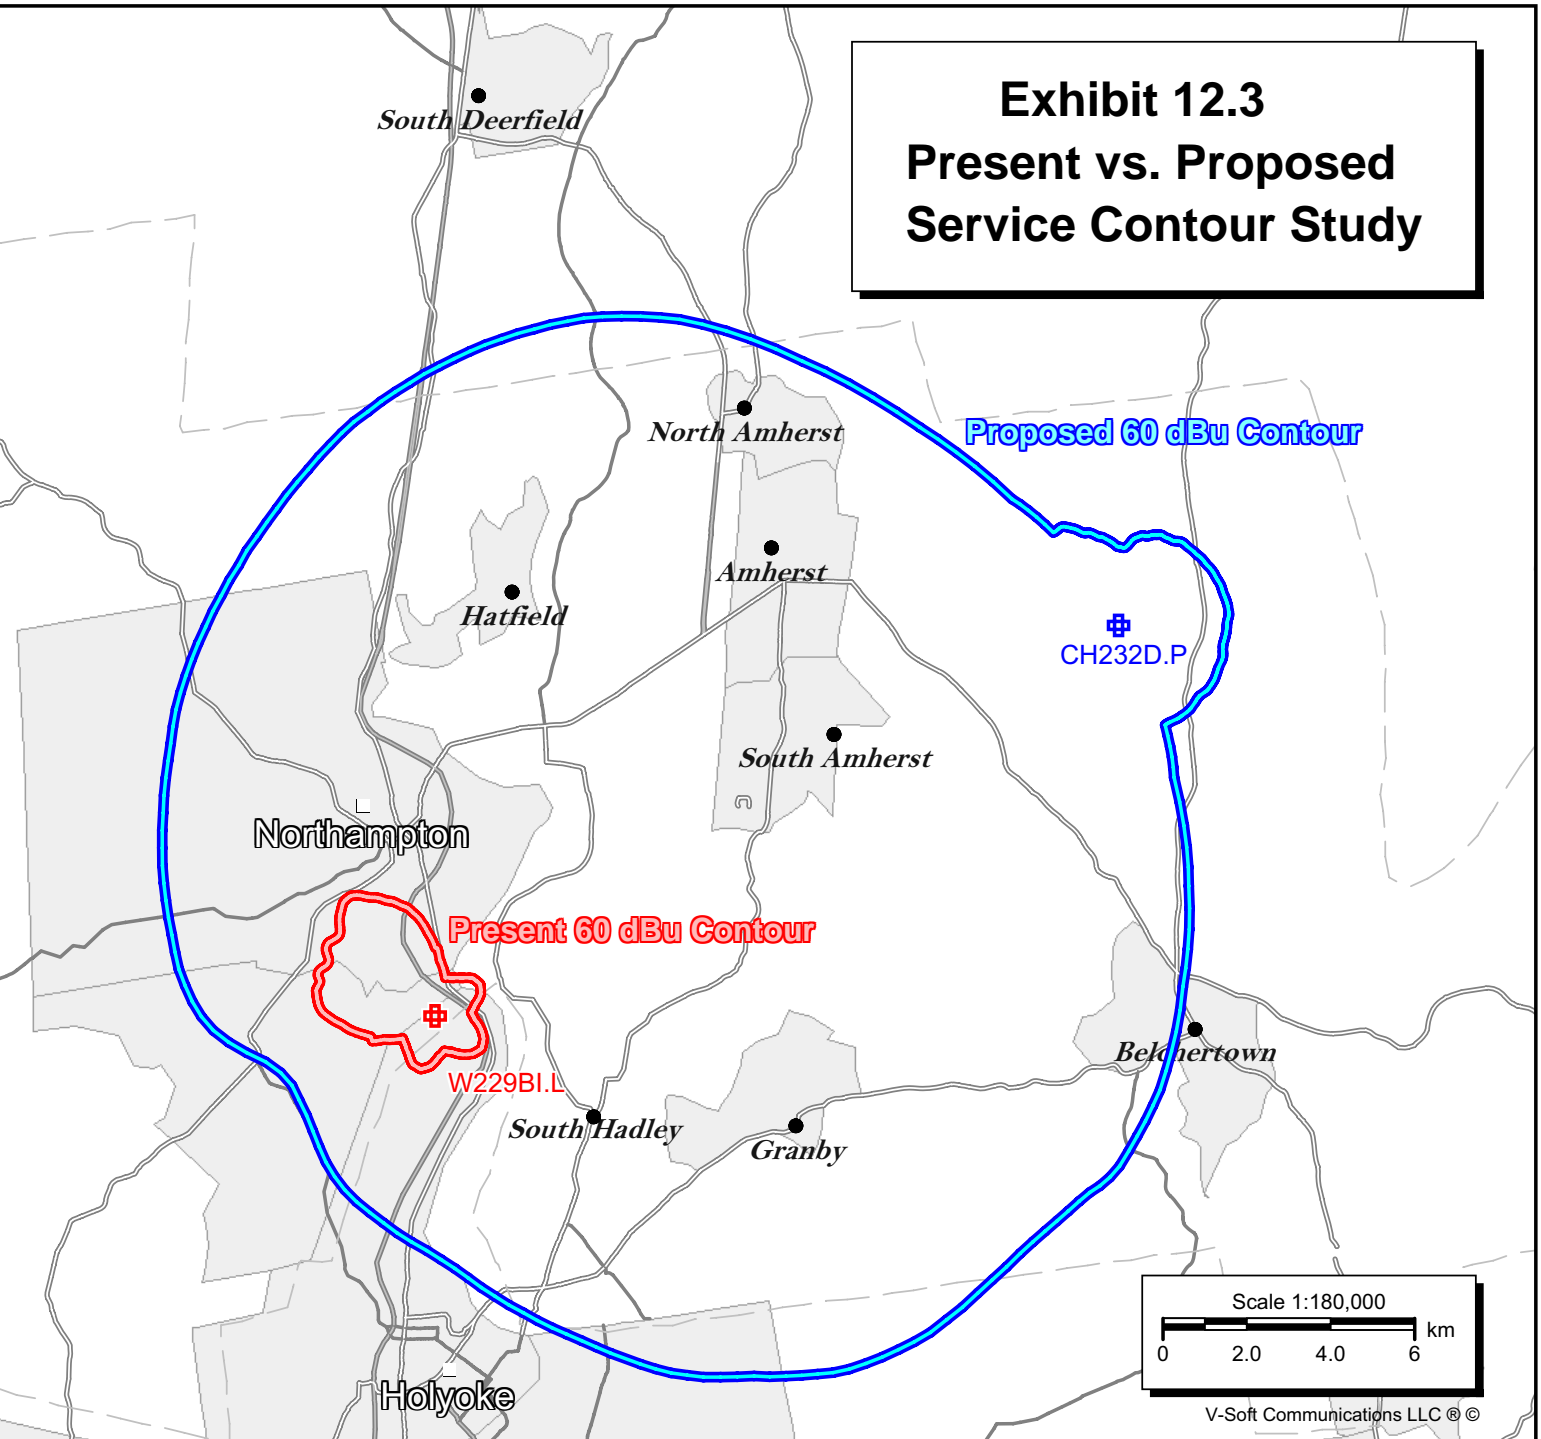 Exhibit 12.3
Present vs. Proposed
Service Contour Study
South Deerfield
North Amherst
Proposed 60 dBu Contour
Amherst
Hatfield
CH232D.P
South Amherst
Northampton
Present 60 dBu Contour
Belchertown
W229BI.L
South Hadley
Granby
Scale 1:180,000
km
0 2.0 4.0 6
Holyoke
V-Soft Communications LLC ® ©